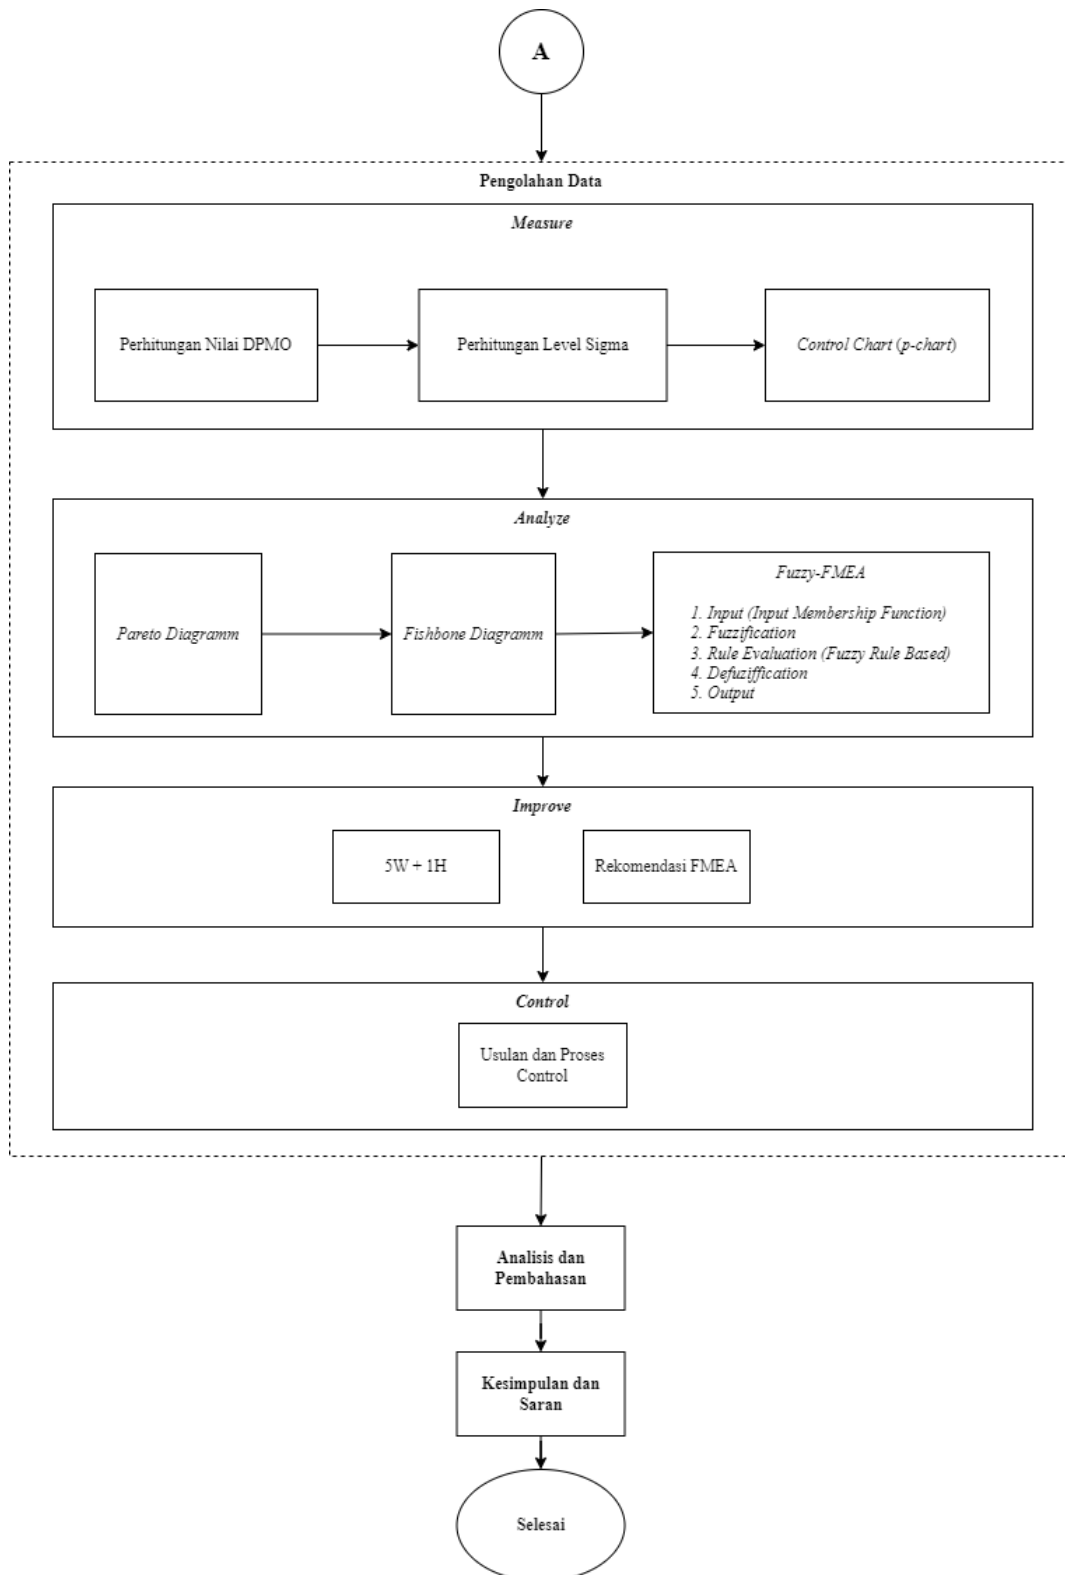 A
Pengolahan Data
Measure
Perhitungan Nilai DPMO
Perhitungan Level Sigma
Control Chart (p-chart)
Analyze
Pareto Diagramm
Fishbone Diagramm
Fuzzy-FMEA
1. Input (Input Membership Function)
2. Fuzzification
3. Rule Evaluation (Fuzzy Rule Based)
4. Defuziffication
5. Output
Improve
5W + 1H
Rekomendasi FMEA
Control
Usulan dan Proses
Control
Analisis dan
Pembahasan
Kesimpulan dan
Saran
Selesai